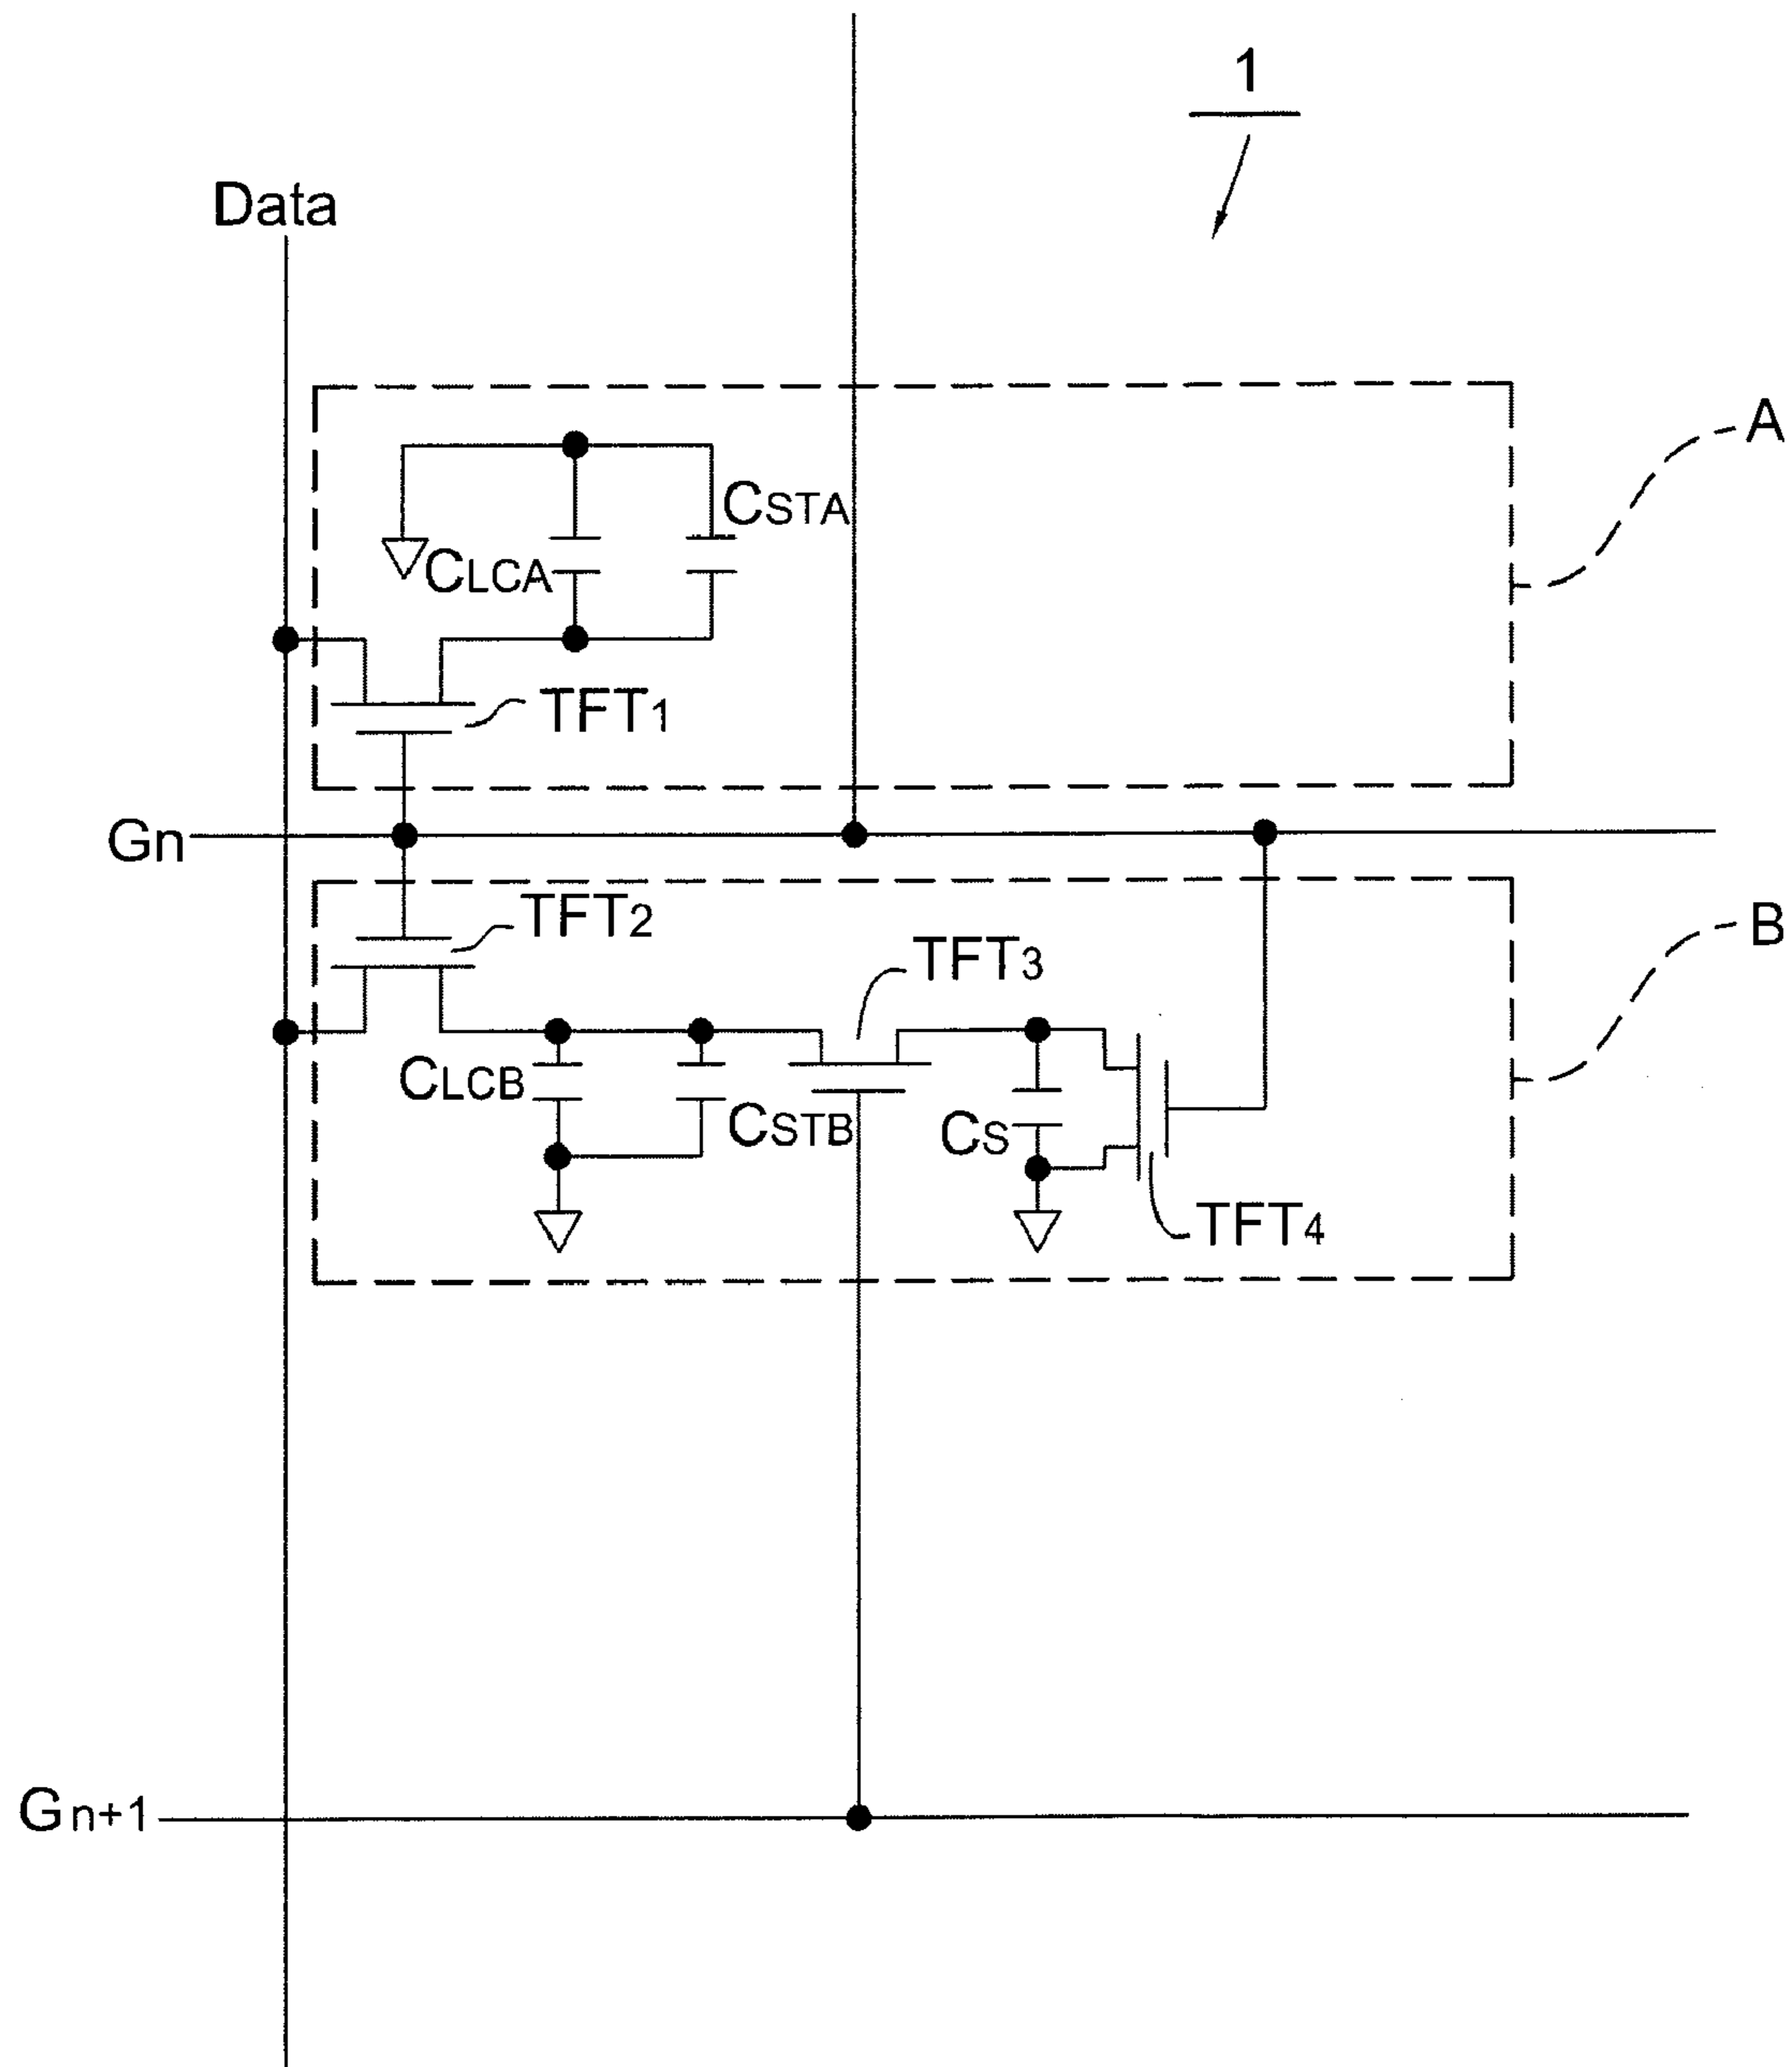 1
Data
A
CSTA
CLCA
TFT1
Gn
TFT2
B
TFT3
CLCB
CSTB
CS
TFT4
Gn+1